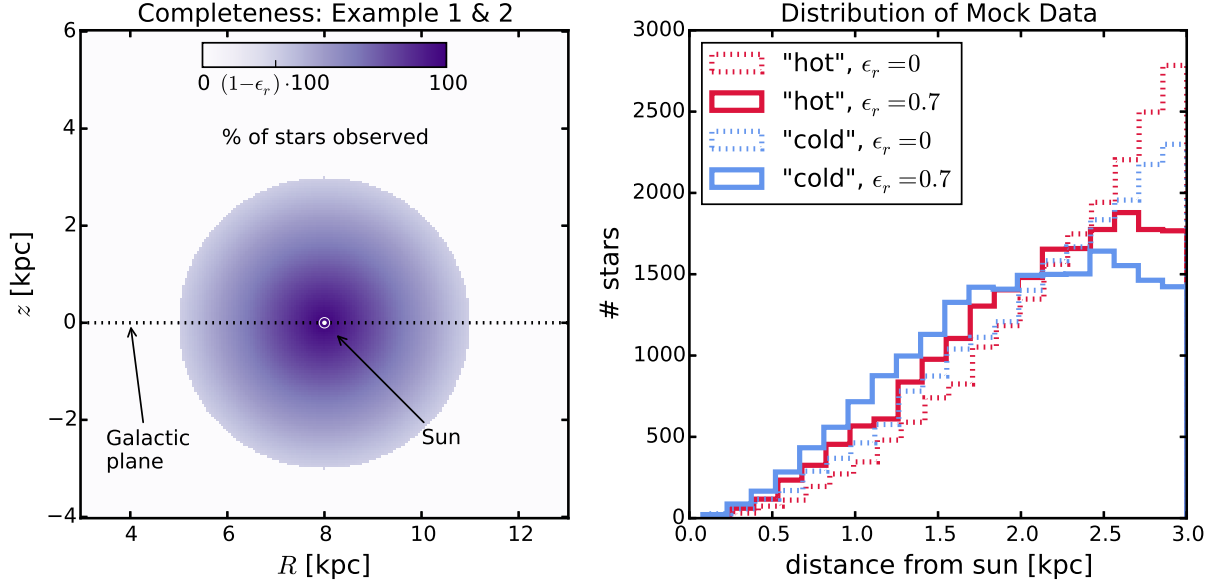 Completeness: Example 1 & 2
6
4
2
0
−2
−4
z [kpc]
0 (1−ϵ_r)·100 100
% of stars observed
Galactic
plane
Sun
4 6 8 10 12
R [kpc]
Distribution of Mock Data
3000
2500
2000
1500
1000
500
0
# stars
"hot", ϵ_r=0
"hot", ϵ_r=0.7
"cold", ϵ_r=0
"cold", ϵ_r=0.7
0.0 0.5 1.0 1.5 2.0 2.5 3.0
distance from sun [kpc]